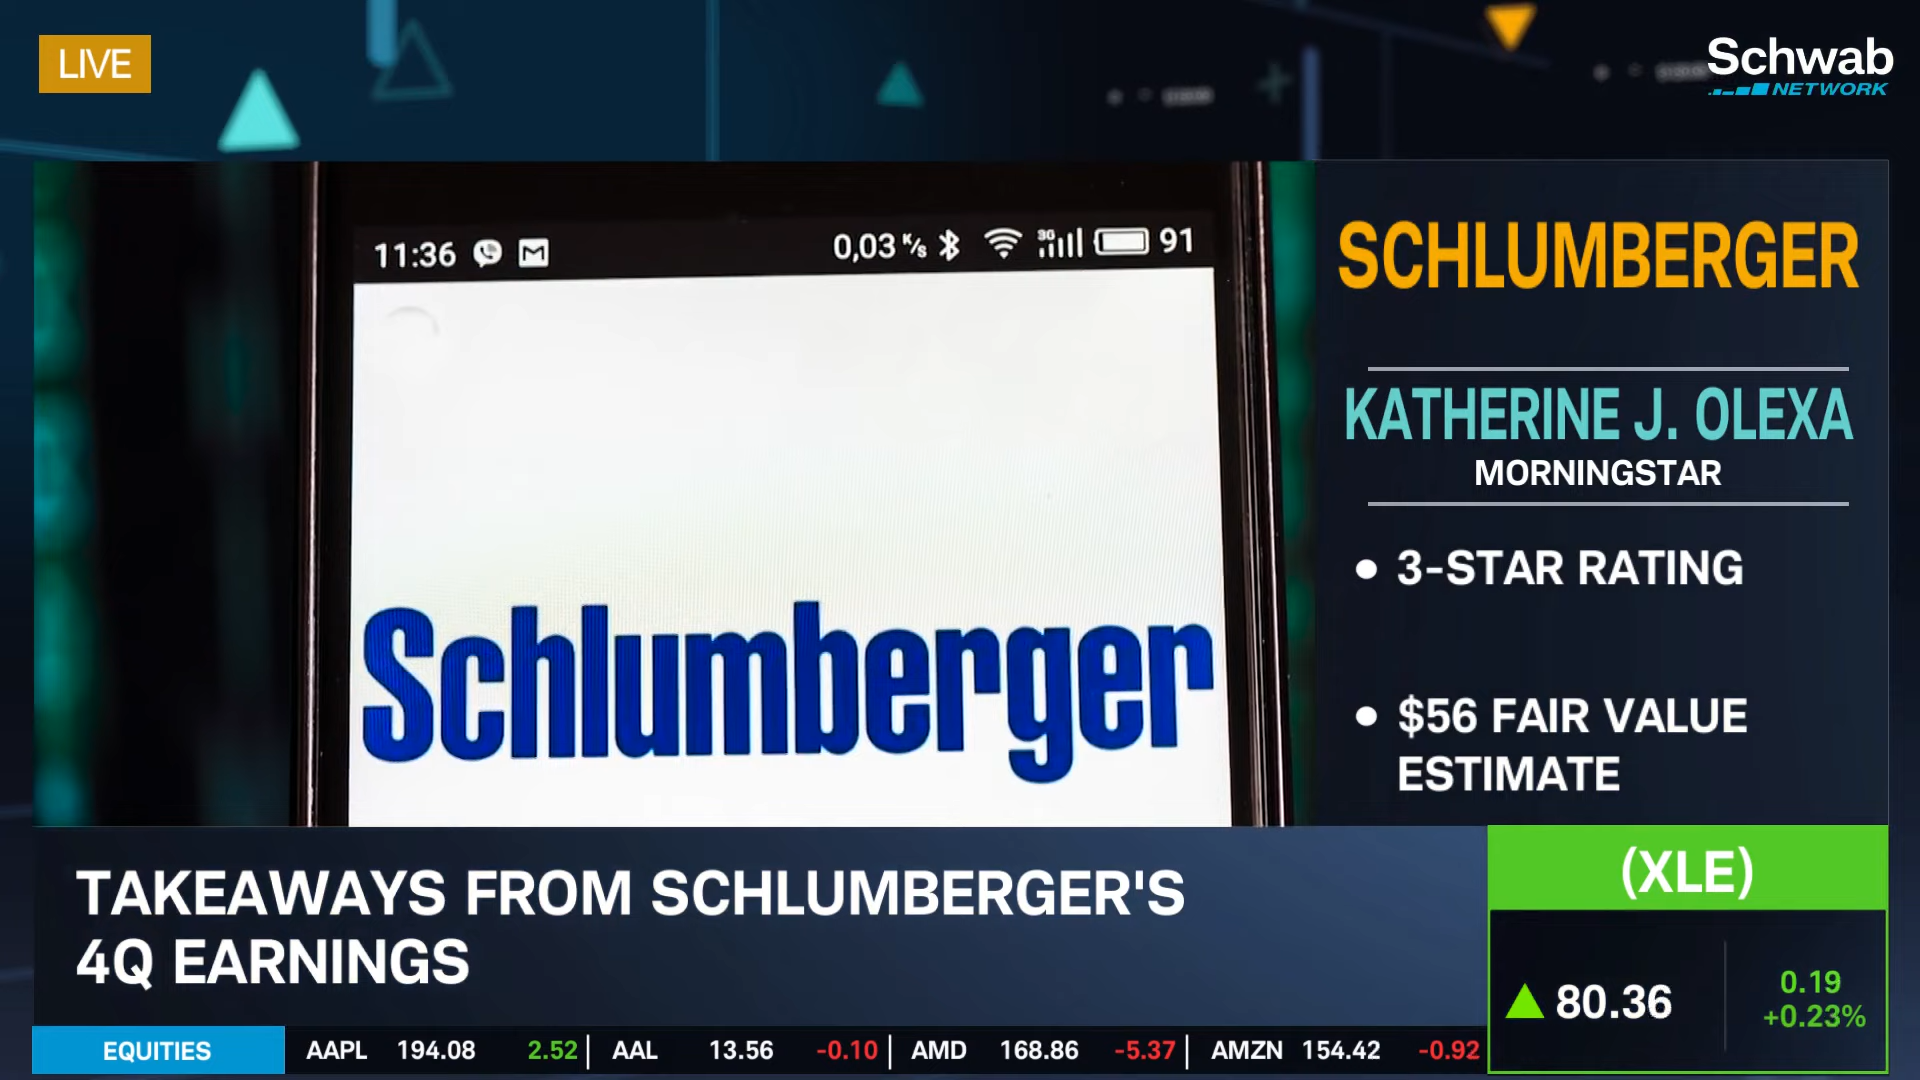 LIVE
Schwab
NETWORK
11:36
0,03 K/s
3G
91
Schlumberger
SCHLUMBERGER
KATHERINE J. OLEXA
MORNINGSTAR
• 3-STAR RATING
• $56 FAIR VALUE
ESTIMATE
TAKEAWAYS FROM SCHLUMBERGER'S
4Q EARNINGS
(XLE)
80.36
0.19
+0.23%
EQUITIES
AAPL 194.08 2.52
AAL 13.56 -0.10
AMD 168.86 -5.37
AMZN 154.42 -0.92